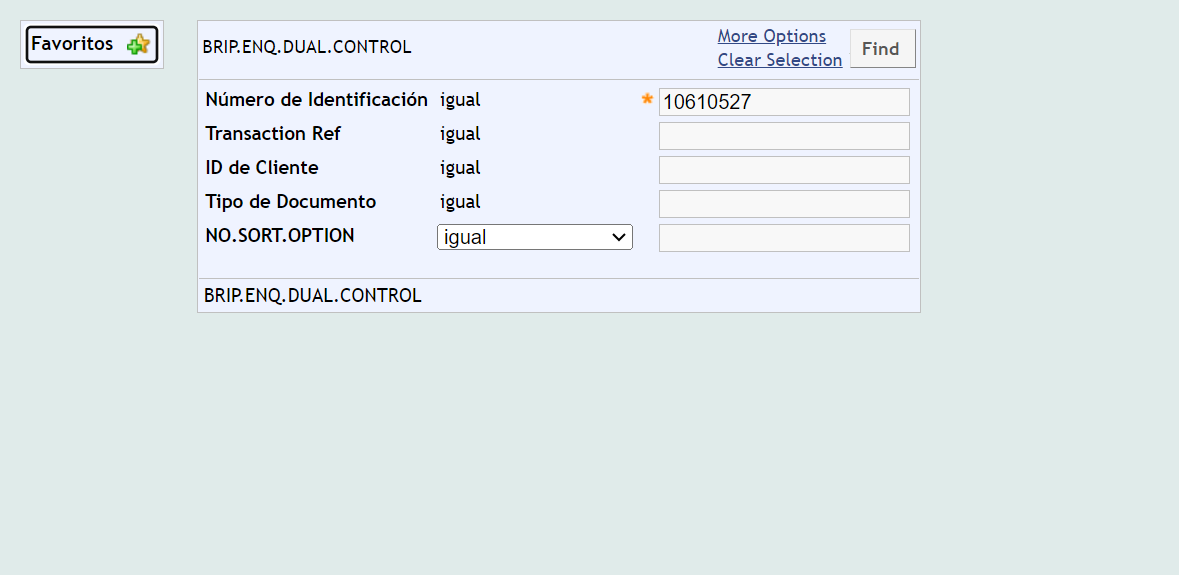 Favoritos
BRIP.ENQ.DUAL.CONTROL
More Options
Clear Selection
Find
Número de Identificación igual * 10610527
Transaction Ref igual
ID de Cliente igual
Tipo de Documento igual
NO.SORT.OPTION igual
BRIP.ENQ.DUAL.CONTROL